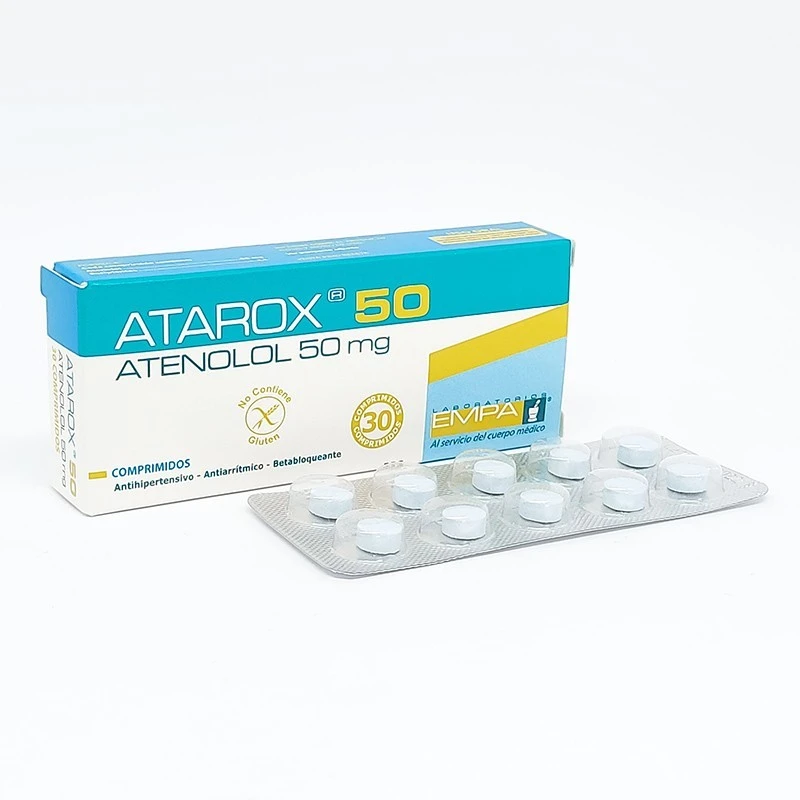 ATAROX® 50
ATENOLOL 50 mg
No Contiene
Gluten
COMPRIMIDOS
30
COMPRIMIDOS
LABORATORIOS
EMPA®
Al servicio del cuerpo médico
COMPRIMIDOS
Antihipertensivo - Antiarrítmico - Betabloqueante
ATAROX® 50
ATENOLOL 50 mg
30 COMPRIMIDOS